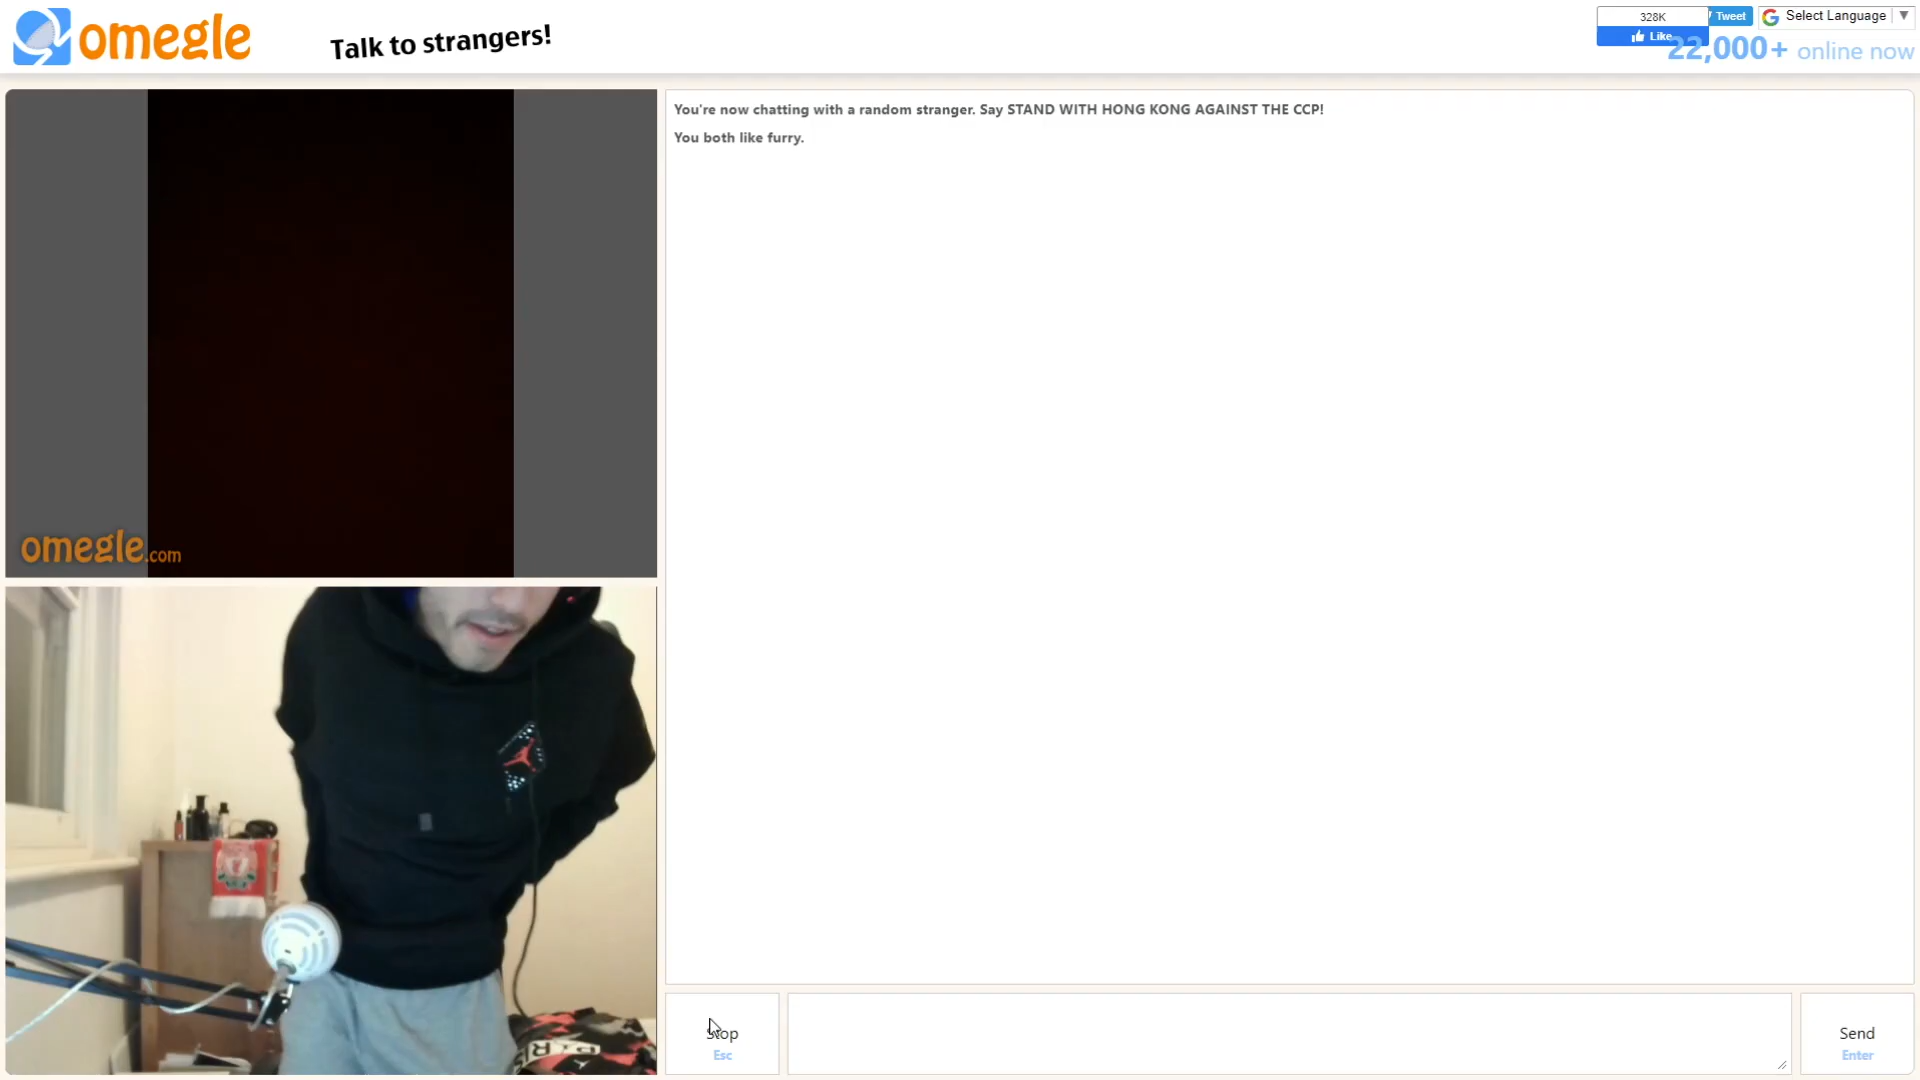 omegle
Talk to strangers!
328K
Like
Tweet
Select Language
22,000+ online now
You're now chatting with a random stranger. Say STAND WITH HONG KONG AGAINST THE CCP!
You both like furry.
omegle.com
Stop
Esc
Send
Enter